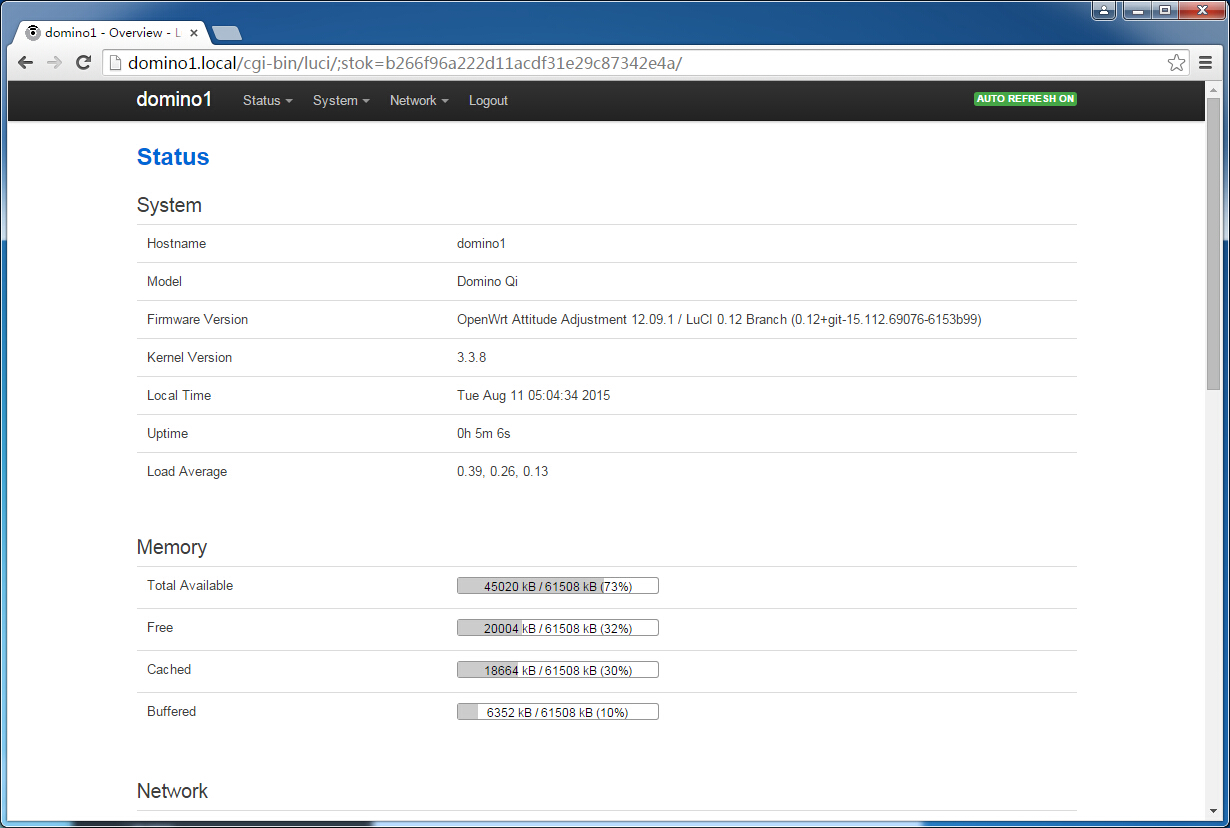 domino1 - Overview - L
domino1.local/cgi-bin/luci/;stok=b266f96a222d11acdf31e29c87342e4a/
domino1 Status System Network Logout AUTO REFRESH ON
Status
System
Hostname domino1
Model Domino Qi
Firmware Version OpenWrt Attitude Adjustment 12.09.1 / LuCI 0.12 Branch (0.12+git-15.112.69076-6153b99)
Kernel Version 3.3.8
Local Time Tue Aug 11 05:04:34 2015
Uptime 0h 5m 6s
Load Average 0.39, 0.26, 0.13
Memory
Total Available 45020 kB / 61508 kB (73%)
Free 20004 kB / 61508 kB (32%)
Cached 18664 kB / 61508 kB (30%)
Buffered 6352 kB / 61508 kB (10%)
Network